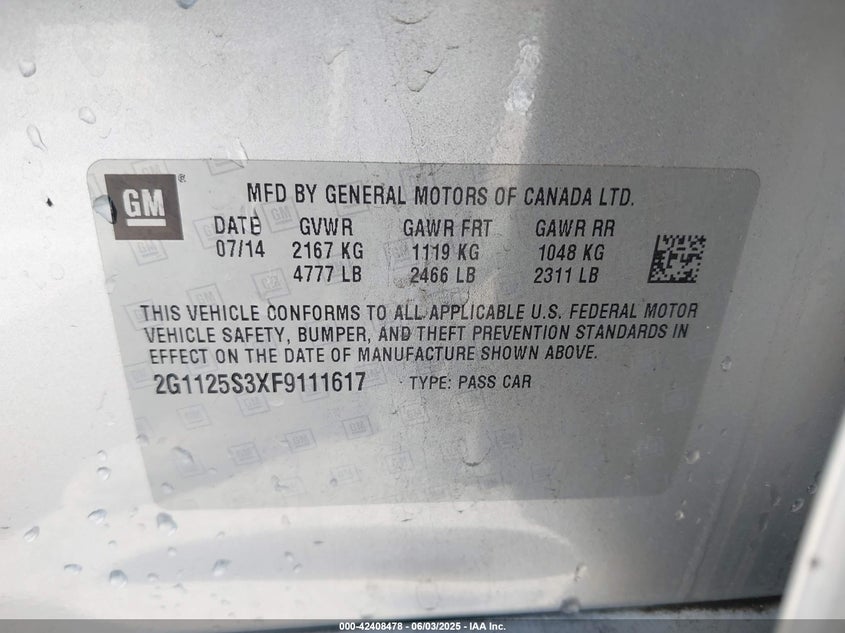 GM®
MFD BY GENERAL MOTORS OF CANADA LTD.
DATE GVWR GAWR FRT GAWR RR
07/14 2167 KG 1119 KG 1048 KG
4777 LB 2466 LB 2311 LB
THIS VEHICLE CONFORMS TO ALL APPLICABLE U.S. FEDERAL MOTOR
VEHICLE SAFETY, BUMPER, AND THEFT PREVENTION STANDARDS IN
EFFECT ON THE DATE OF MANUFACTURE SHOWN ABOVE.
2G1125S3XF9111617 TYPE: PASS CAR
000-42408478 - 06/03/2025 - IAA Inc.